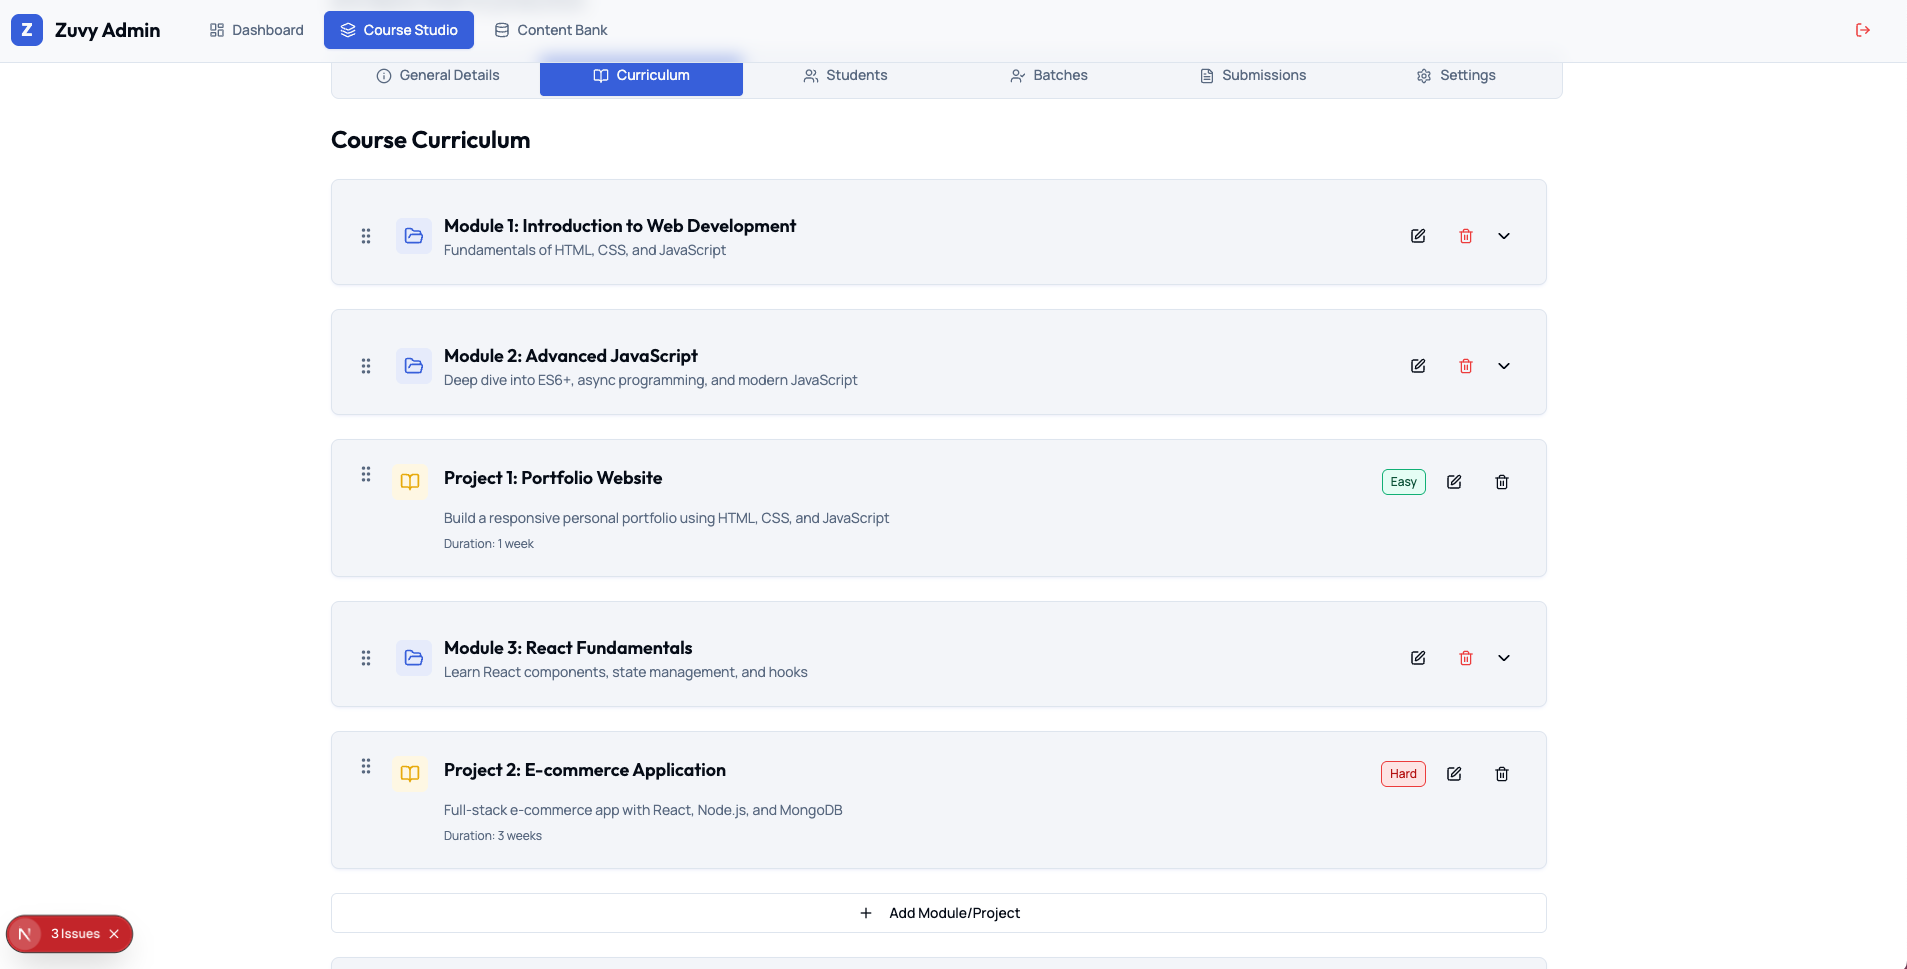 Z Zuvy Admin Dashboard Course Studio Content Bank
General Details Curriculum Students Batches Submissions Settings
Course Curriculum
Module 1: Introduction to Web Development
Fundamentals of HTML, CSS, and JavaScript
Module 2: Advanced JavaScript
Deep dive into ES6+, async programming, and modern JavaScript
Project 1: Portfolio Website Easy
Build a responsive personal portfolio using HTML, CSS, and JavaScript
Duration: 1 week
Module 3: React Fundamentals
Learn React components, state management, and hooks
Project 2: E-commerce Application Hard
Full-stack e-commerce app with React, Node.js, and MongoDB
Duration: 3 weeks
Add Module/Project
N 3 Issues